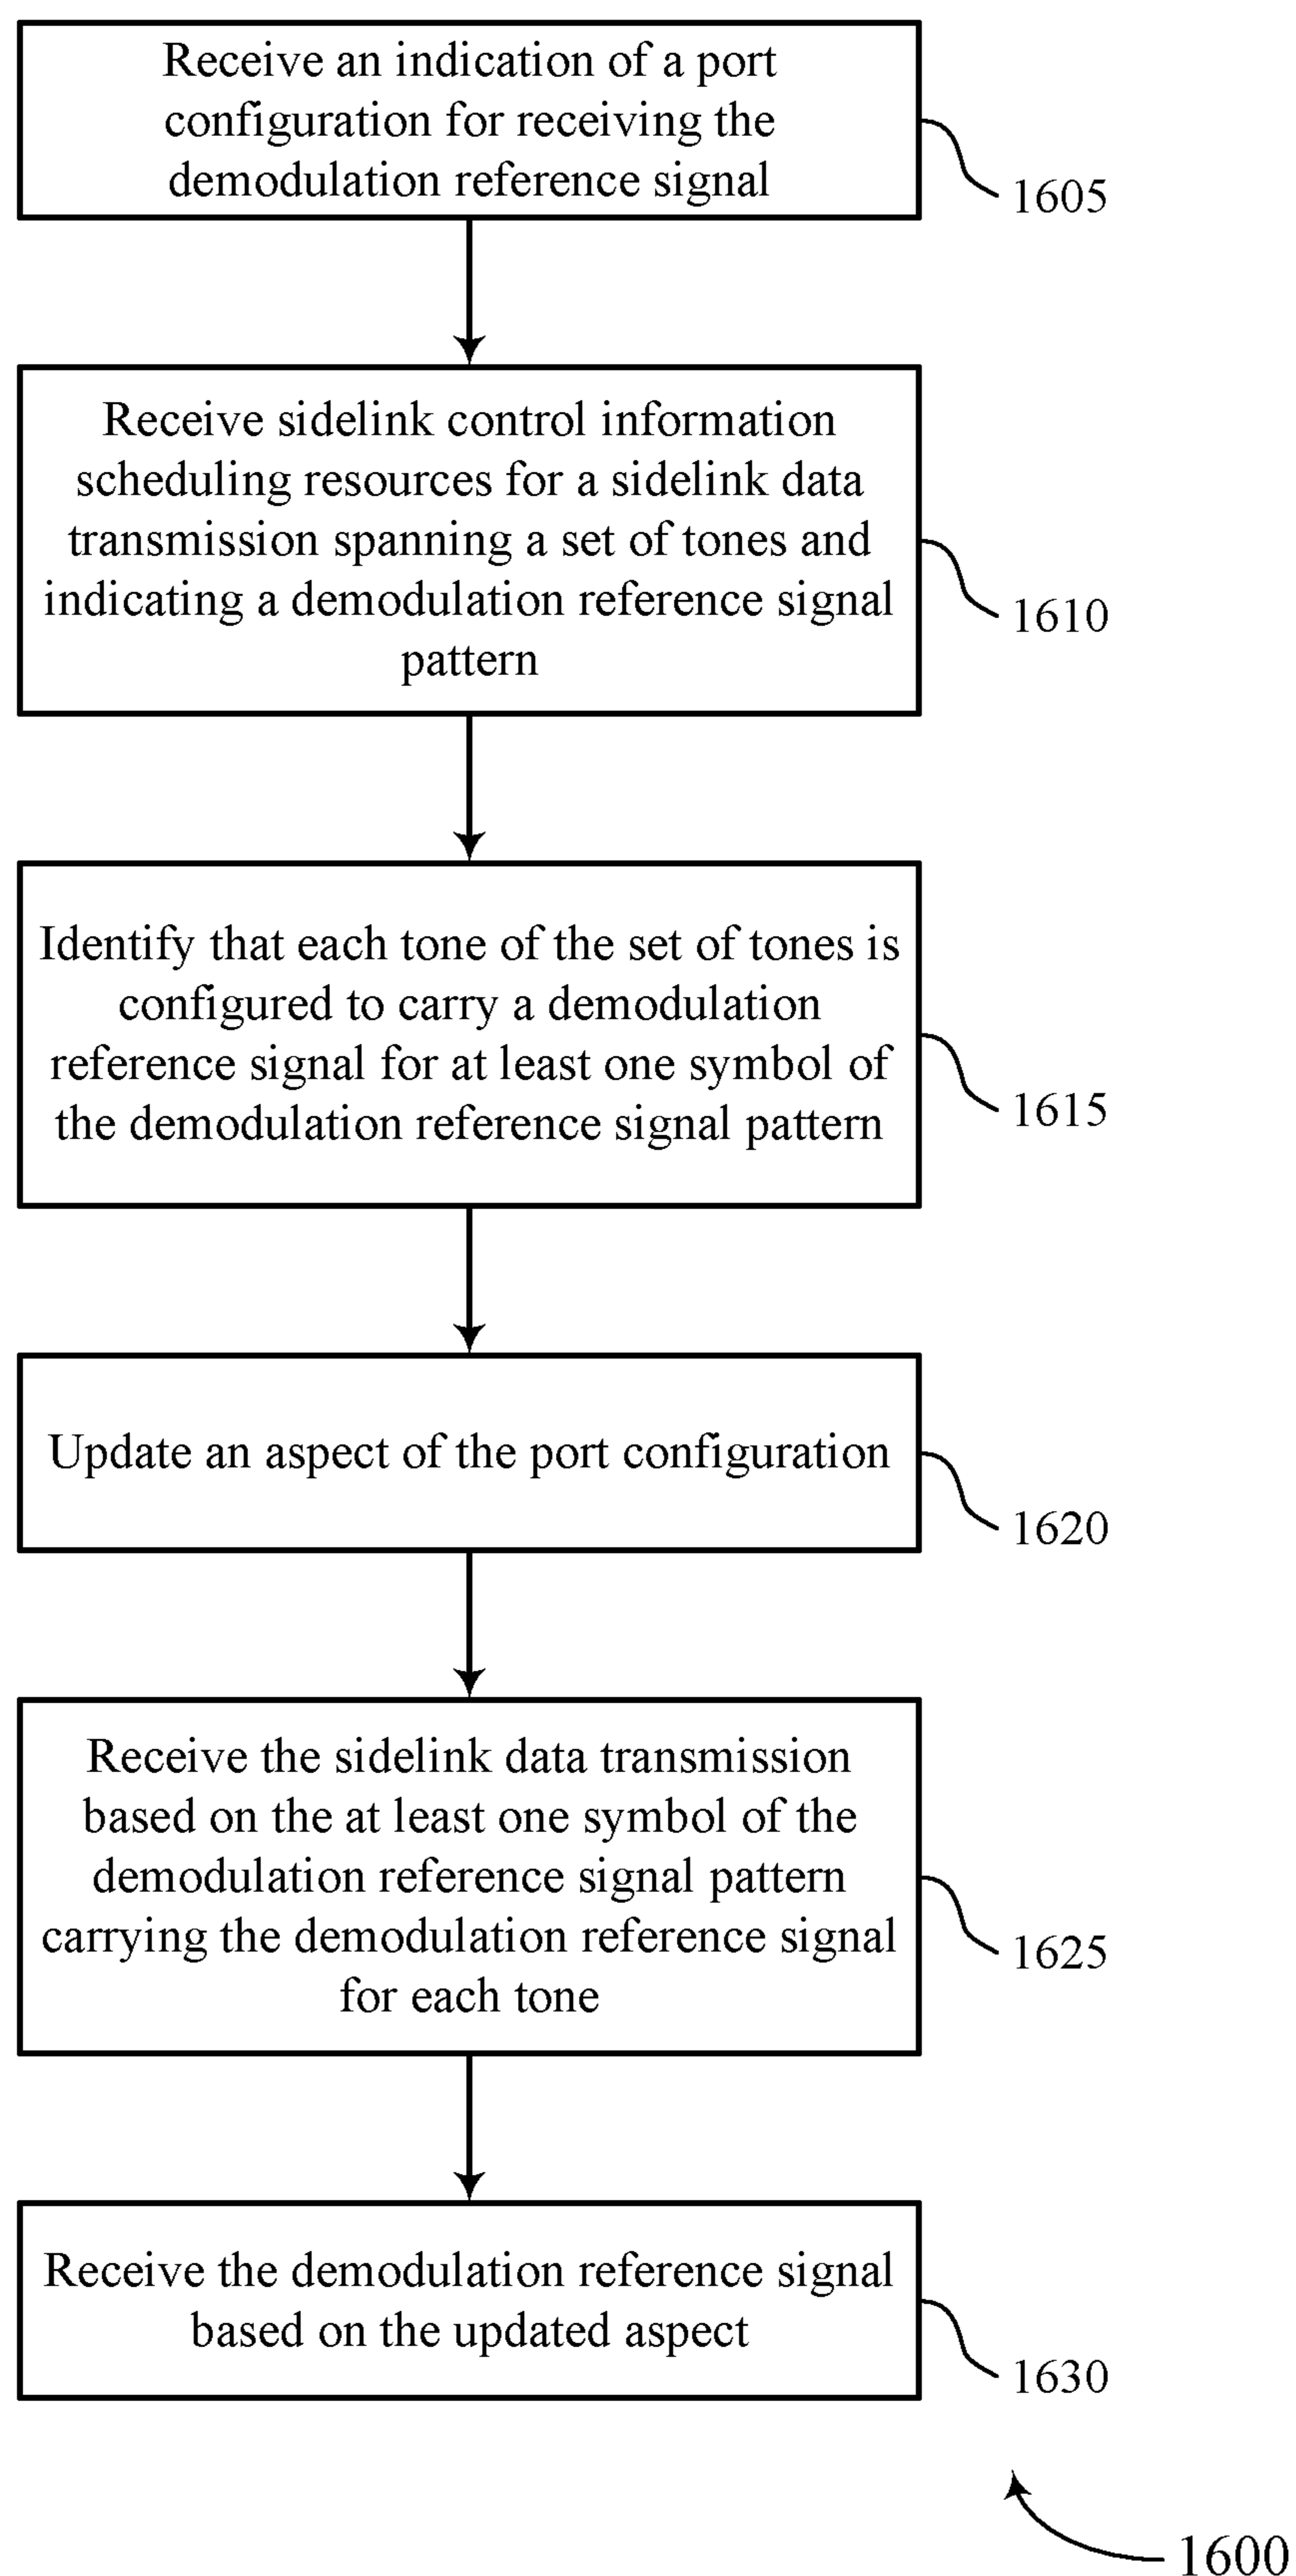 Receive an indication of a port
configuration for receiving the
demodulation reference signal
1605
Receive sidelink control information
scheduling resources for a sidelink data
transmission spanning a set of tones and
indicating a demodulation reference signal
pattern
1610
Identify that each tone of the set of tones is
configured to carry a demodulation
reference signal for at least one symbol of
the demodulation reference signal pattern
1615
Update an aspect of the port configuration
1620
Receive the sidelink data transmission
based on the at least one symbol of the
demodulation reference signal pattern
carrying the demodulation reference signal
for each tone
1625
Receive the demodulation reference signal
based on the updated aspect
1630
1600